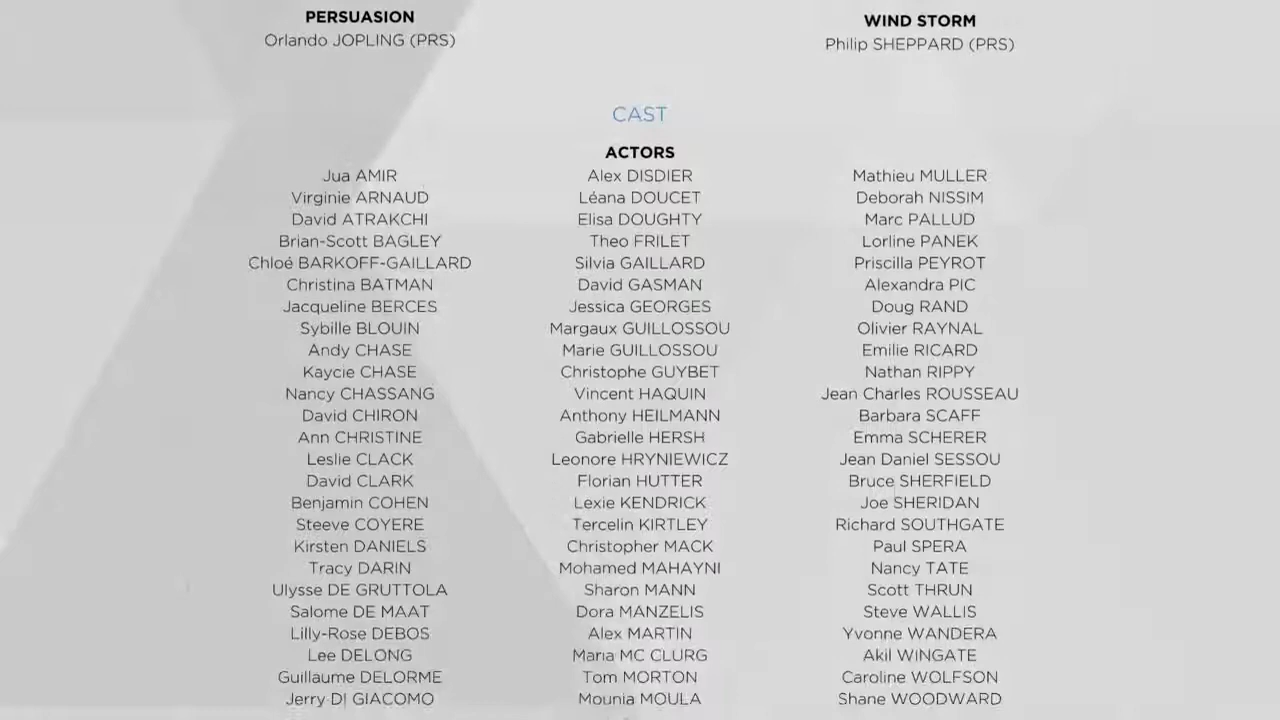 PERSUASION
Orlando JOPLING (PRS)
WIND STORM
Philip SHEPPARD (PRS)
CAST
ACTORS
Jua AMIR
Virginie ARNAUD
David ATRAKCHI
Brian-Scott BAGLEY
Chloé BARKOFF-GAILLARD
Christina BATMAN
Jacqueline BERCES
Sybille BLOUIN
Andy CHASE
Kaycie CHASE
Nancy CHASSANG
David CHIRON
Ann CHRISTINE
Leslie CLACK
David CLARK
Benjamin COHEN
Steeve COYERE
Kirsten DANIELS
Tracy DARIN
Ulysse DE GRUTTOLA
Salome DE MAAT
Lilly-Rose DEBOS
Lee DELONG
Guillaume DELORME
Jerry DI GIACOMO
Alex DISDIER
Léana DOUCET
Elisa DOUGHTY
Theo FRILET
Silvia GAILLARD
David GASMAN
Jessica GEORGES
Margaux GUILLOSSOU
Marie GUILLOSSOU
Christophe GUYBET
Vincent HAQUIN
Anthony HEILMANN
Gabrielle HERSH
Leonore HRYNIEWICZ
Florian HUTTER
Lexie KENDRICK
Tercelin KIRTLEY
Christopher MACK
Mohamed MAHAYNI
Sharon MANN
Dora MANZELIS
Alex MARTIN
Maria MC CLURG
Tom MORTON
Mounia MOULA
Mathieu MULLER
Deborah NISSIM
Marc PALLUD
Lorline PANEK
Priscilla PEYROT
Alexandra PIC
Doug RAND
Olivier RAYNAL
Emilie RICARD
Nathan RIPPY
Jean Charles ROUSSEAU
Barbara SCAFF
Emma SCHERER
Jean Daniel SESSOU
Bruce SHERFIELD
Joe SHERIDAN
Richard SOUTHGATE
Paul SPERA
Nancy TATE
Scott THRUN
Steve WALLIS
Yvonne WANDERA
Akil WINGATE
Caroline WOLFSON
Shane WOODWARD